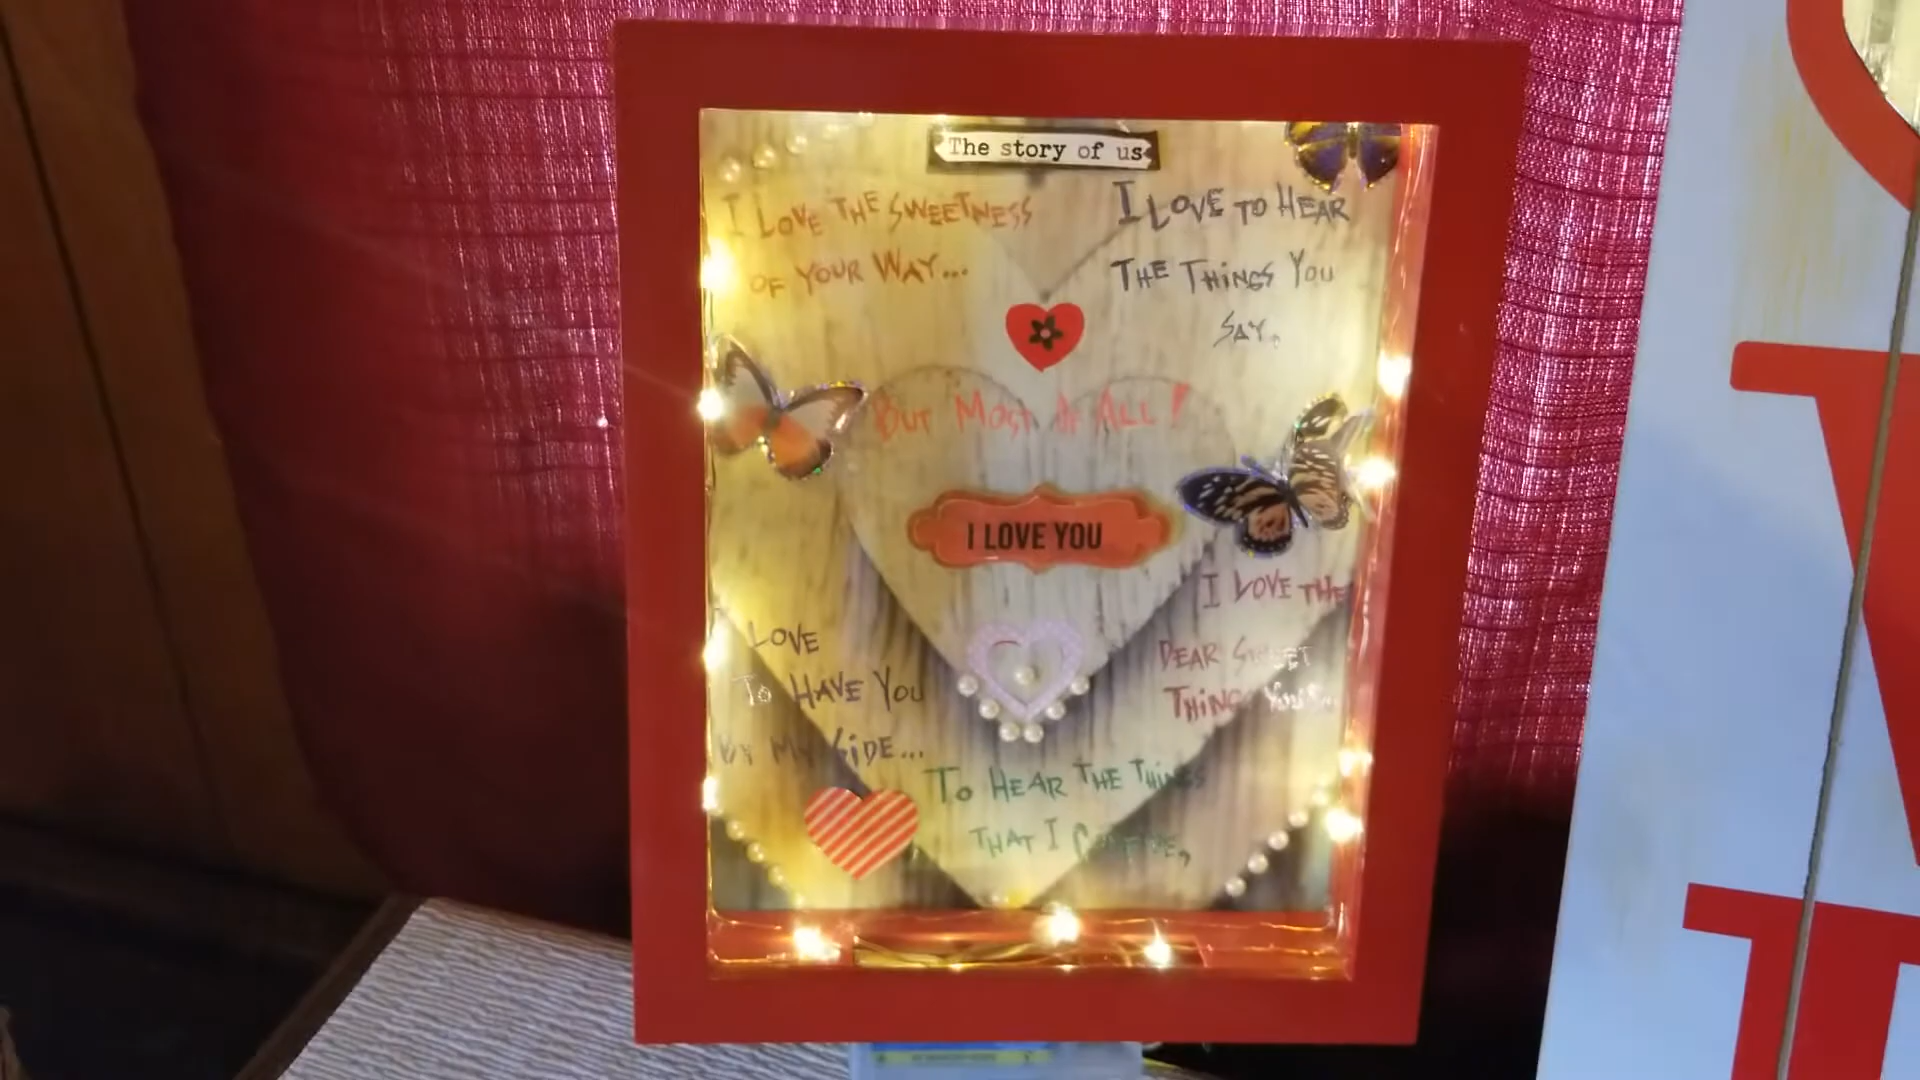 The story of us
I LOVE THE SWEETNESS
OF YOUR WAY...
I LOVE TO HEAR
THE THINGS YOU
SAY.
BUT MOST OF ALL!
I LOVE YOU
I LOVE THE
DEAR SWEET
THINGS
LOVE
TO HAVE YOU
BY MY SIDE...
TO HEAR THE THINGS
THAT I